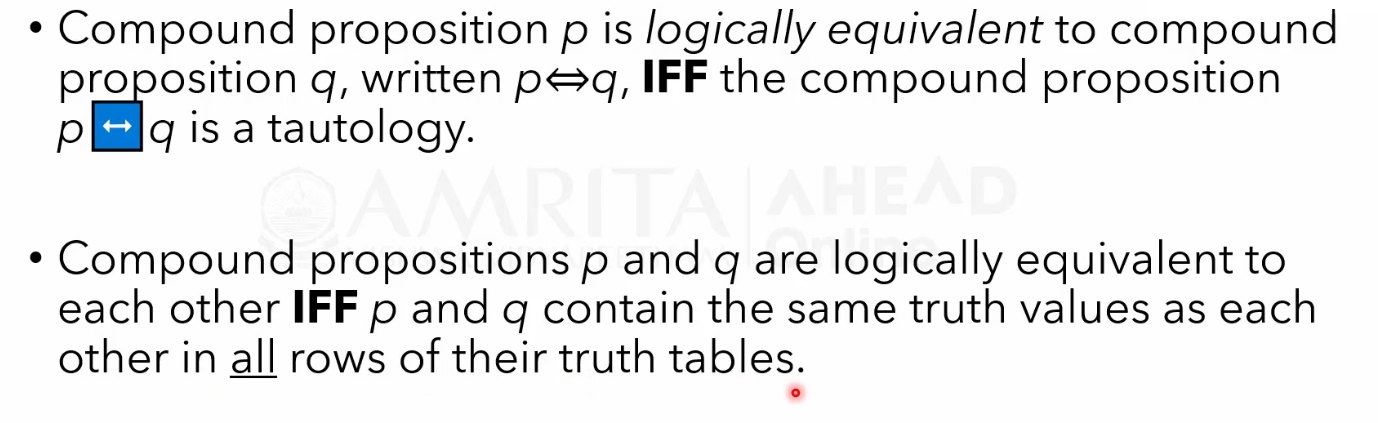 • Compound proposition p is logically equivalent to compound
proposition q, written p⇔q, IFF the compound proposition
p ↔ q is a tautology.
AMRITA AHEAD
Online
• Compound propositions p and q are logically equivalent to
each other IFF p and q contain the same truth values as each
other in all rows of their truth tables.